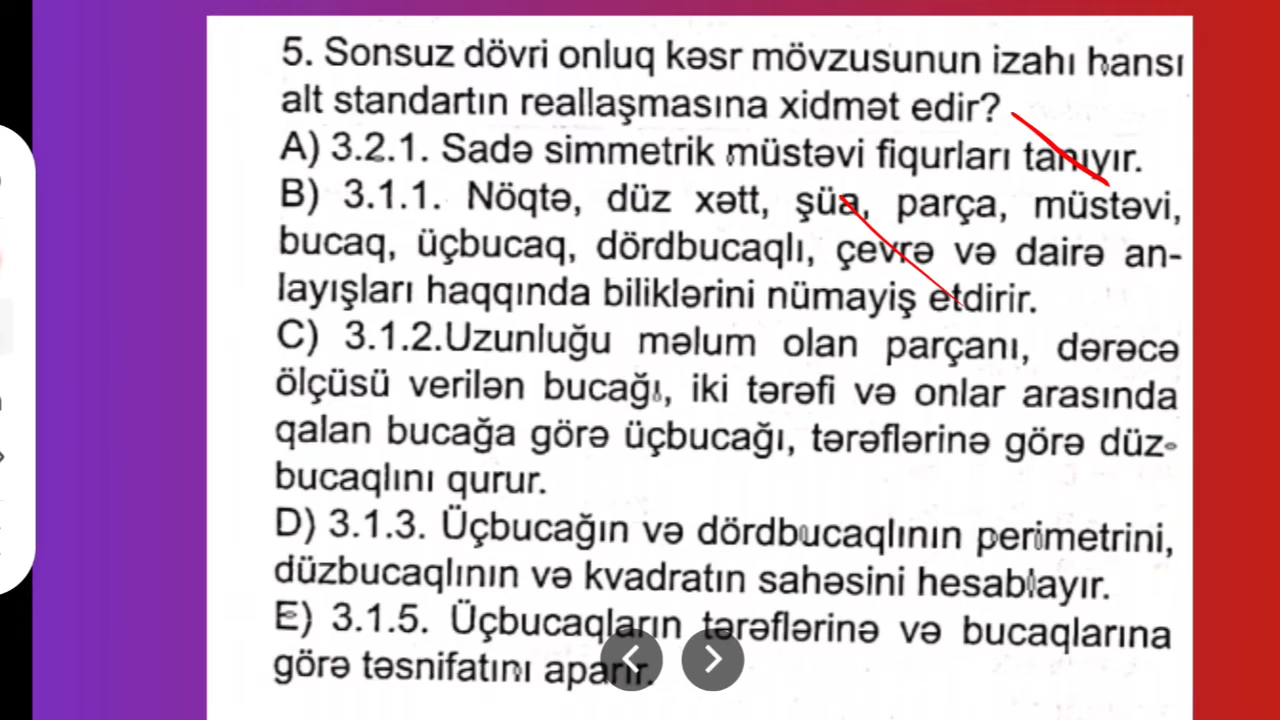 5. Sonsuz dövri onluq kəsr mövzusunun izahı hansı
alt standartın reallaşmasına xidmət edir?
A) 3.2.1. Sadə simmetrik müstəvi fiqurları tanıyır.
B) 3.1.1. Nöqtə, düz xətt, şüa, parça, müstəvi,
bucaq, üçbucaq, dördbucaqlı, çevrə və dairə an-
layışları haqqında biliklərini nümayiş etdirir.
C) 3.1.2.Uzunluğu məlum olan parçanı, dərəcə
ölçüsü verilən bucağı, iki tərəfi və onlar arasında
qalan bucağa görə üçbucağı, tərəflərinə görə düz-
bucaqlını qurur.
D) 3.1.3. Üçbucağın və dördbucaqlının perimetrini,
düzbucaqlının və kvadratın sahəsini hesablayır.
E) 3.1.5. Üçbucaqların tərəflərinə və bucaqlarına
görə təsnifatını aparır.